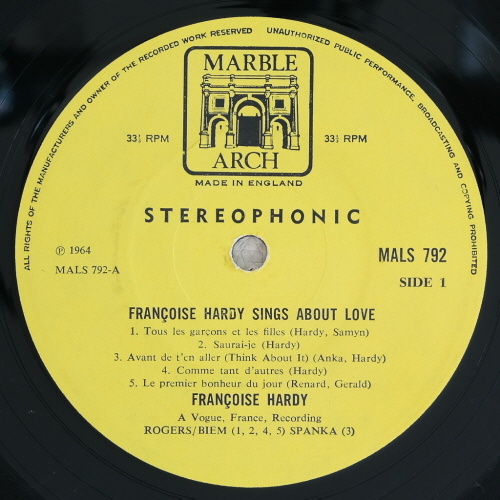 ALL RIGHTS OF THE MANUFACTURERS AND OWNER OF THE RECORDED WORK RESERVED UNAUTHORIZED PUBLIC PERFORMANCE, BROADCASTING AND COPYING PROHIBITED
MARBLE
ARCH
33⅓ RPM 33⅓ RPM
MADE IN ENGLAND
STEREOPHONIC
℗ 1964 MALS 792
MALS 792-A SIDE 1
FRANÇOISE HARDY SINGS ABOUT LOVE
1. Tous les garçons et les filles (Hardy, Samyn)
2. Saurai-je (Hardy)
3. Avant de t'en aller (Think About It) (Anka, Hardy)
4. Comme tant d'autres (Hardy)
5. Le premier bonheur du jour (Renard, Gerald)
FRANÇOISE HARDY
A Vogue, France, Recording
ROGERS/BIEM (1, 2, 4, 5) SPANKA (3)